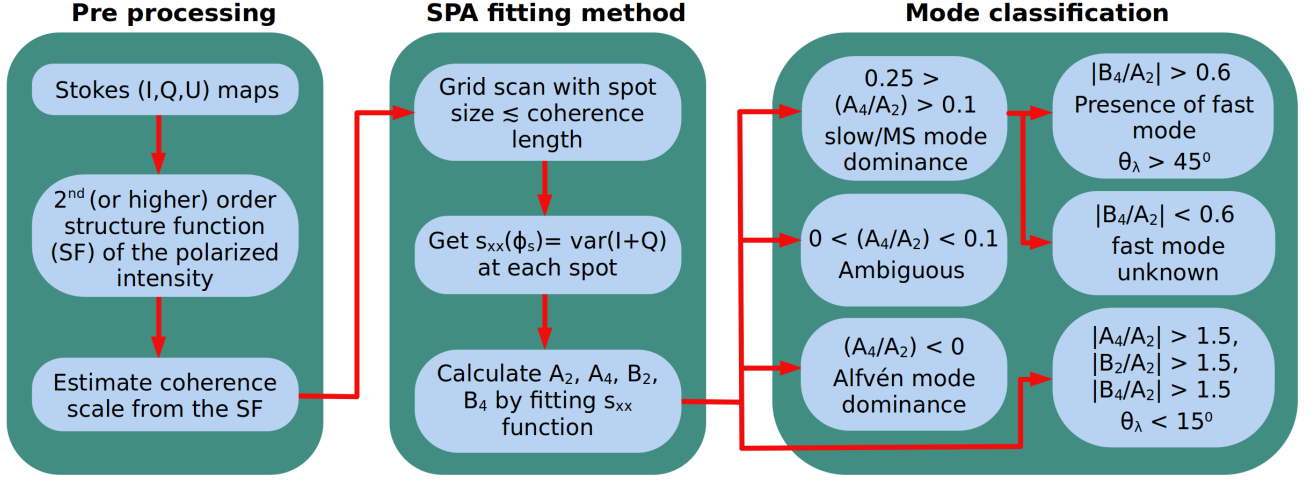 Pre processing
Stokes (I,Q,U) maps
2nd (or higher) order
structure function
(SF) of the polarized
intensity
Estimate coherence
scale from the SF
SPA fitting method
Grid scan with spot
size ≲ coherence
length
Get sxx(ϕs)= var(I+Q)
at each spot
Calculate A2, A4, B2,
B4 by fitting sxx
function
Mode classification
0.25 >
(A4/A2) > 0.1
slow/MS mode
dominance
0 < (A4/A2) < 0.1
Ambiguous
(A4/A2) < 0
Alfvén mode
dominance
|B4/A2| > 0.6
Presence of fast
mode
θλ > 45⁰
|B4/A2| < 0.6
fast mode
unknown
|A4/A2| > 1.5,
|B2/A2| > 1.5,
|B4/A2| > 1.5
θλ < 15⁰